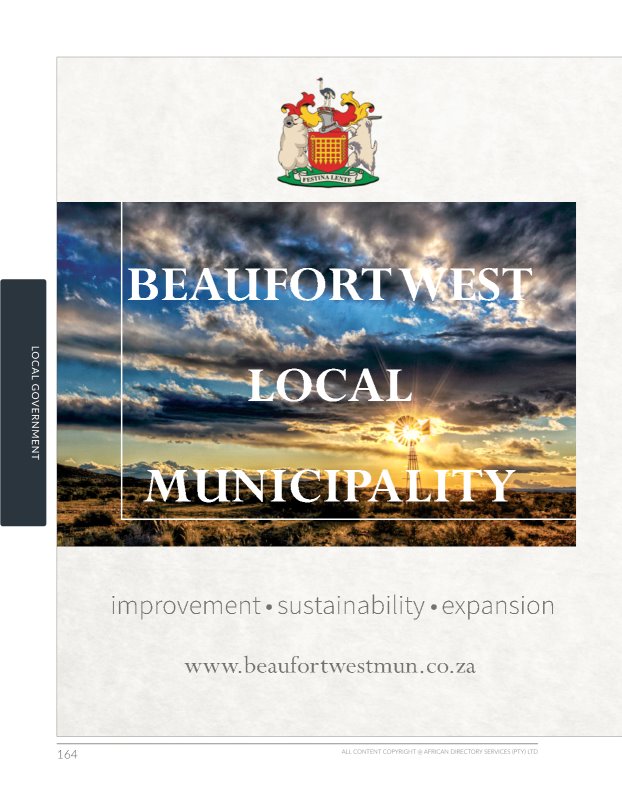 FESTINA LENTE
BEAUFORT WEST
LOCAL
MUNICIPALITY
LOCAL GOVERNMENT
improvement • sustainability • expansion
www.beaufortwestmun.co.za
164
ALL CONTENT COPYRIGHT @ AFRICAN DIRECTORY SERVICES (PTY) LTD